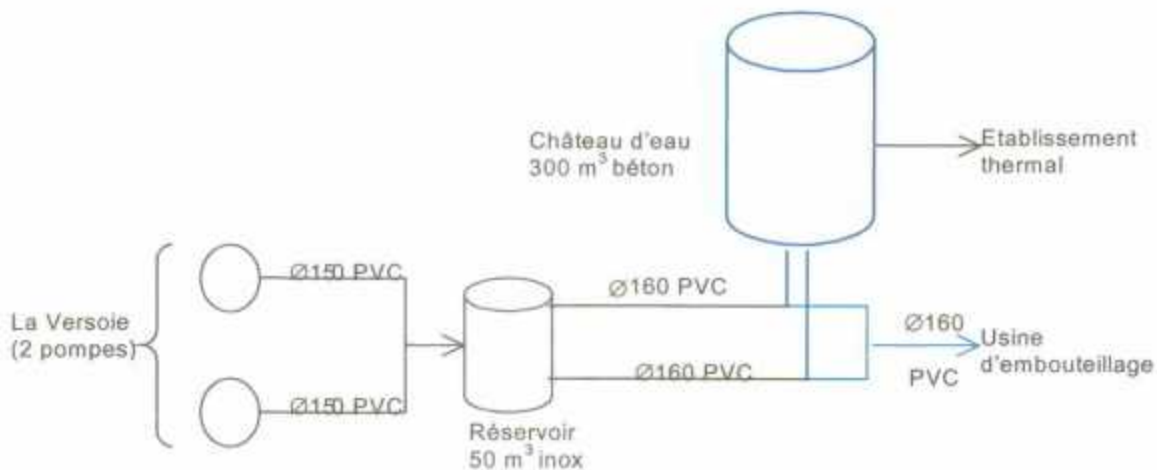 Château d'eau
300 m³ béton
Etablissement
thermal
Ø150 PVC
Ø160 PVC
La Versoie
(2 pompes)
Ø160
PVC
Usine
d'embouteillage
Ø160 PVC
Ø150 PVC
Réservoir
50 m³ inox